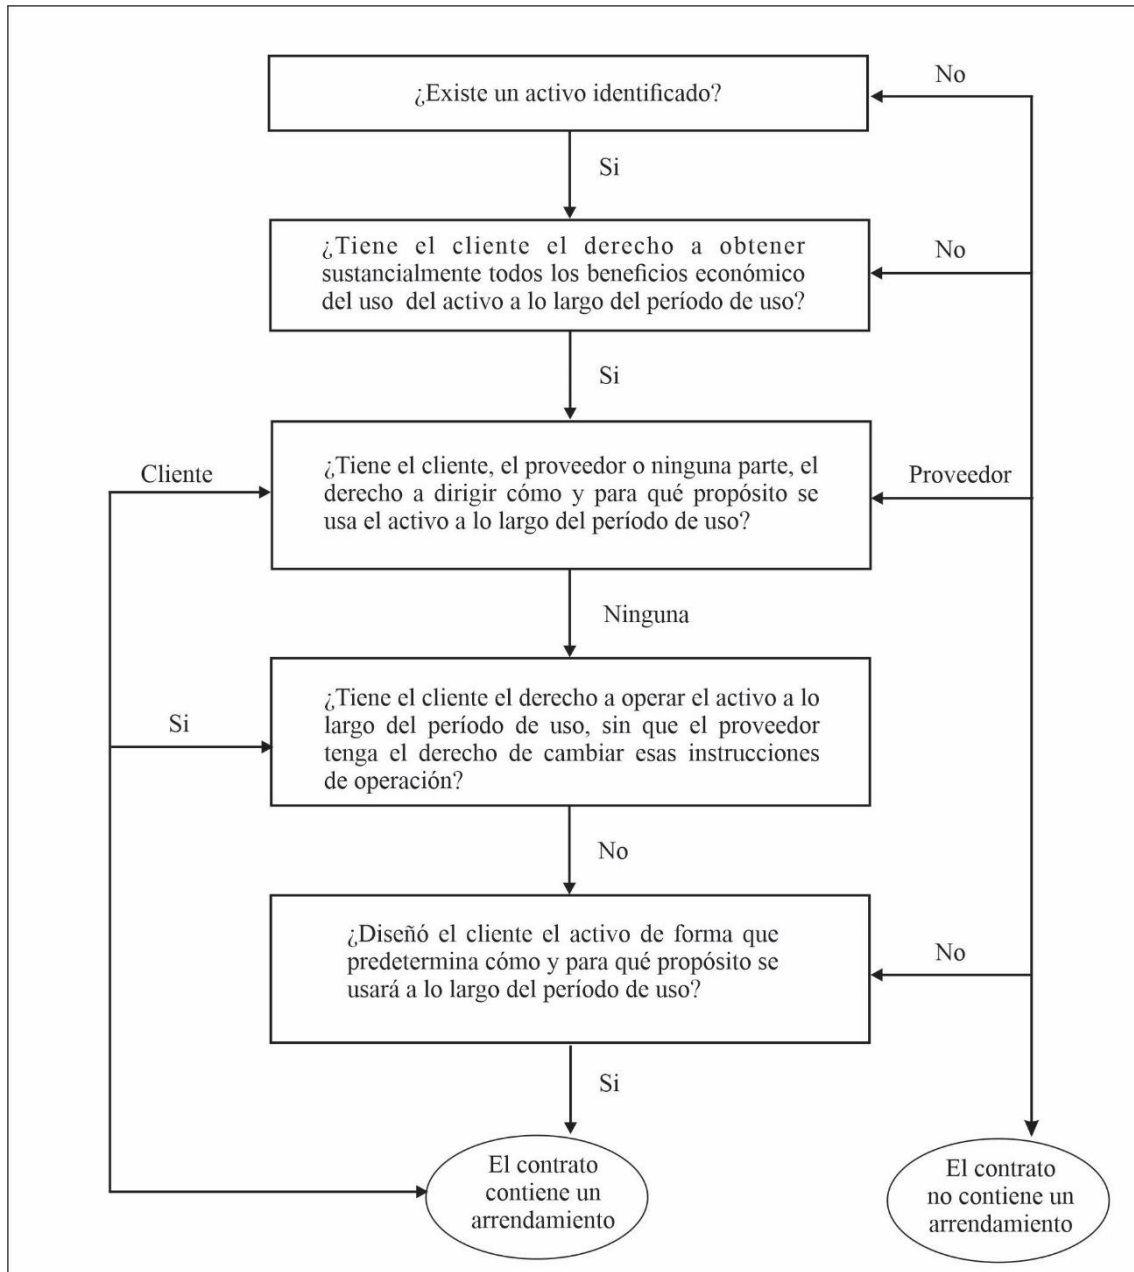 ¿Existe un activo identificado?
No
Si
¿Tiene el cliente el derecho a obtener
sustancialmente todos los beneficios económico
del uso del activo a lo largo del período de uso?
No
Si
¿Tiene el cliente, el proveedor o ninguna parte, el
derecho a dirigir cómo y para qué propósito se
usa el activo a lo largo del período de uso?
Cliente
Proveedor
Ninguna
¿Tiene el cliente el derecho a operar el activo a lo
largo del período de uso, sin que el proveedor
tenga el derecho de cambiar esas instrucciones
de operación?
Si
No
¿Diseñó el cliente el activo de forma que
predetermina cómo y para qué propósito se
usará a lo largo del período de uso?
No
Si
El contrato
contiene un
arrendamiento
El contrato
no contiene un
arrendamiento